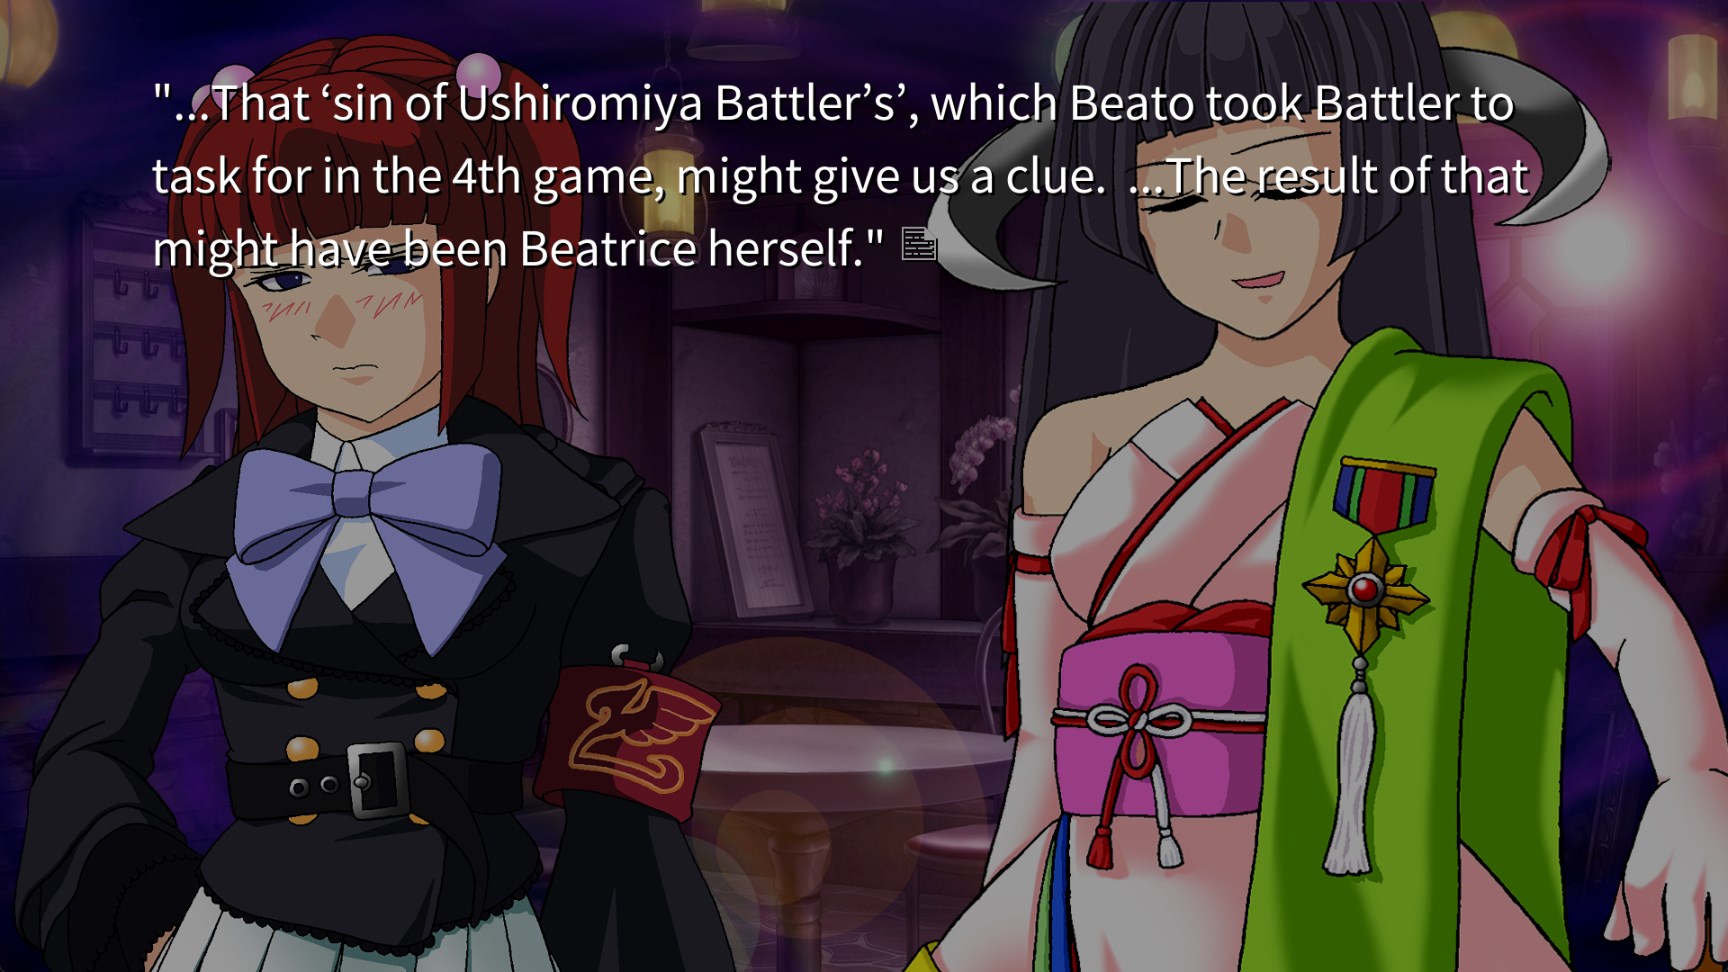 "...That ‘sin of Ushiromiya Battler’s’, which Beato took Battler to
task for in the 4th game, might give us a clue.  ...The result of that
might have been Beatrice herself."